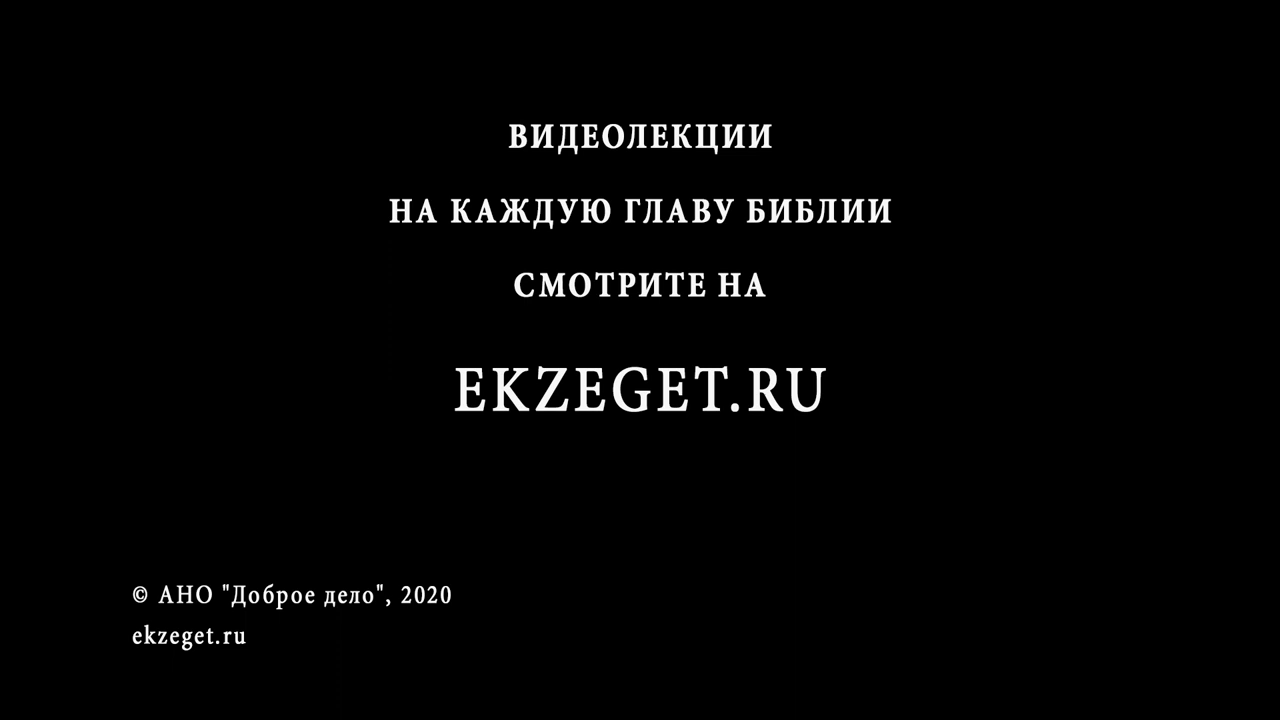 ВИДЕОЛЕКЦИИ
НА КАЖДУЮ ГЛАВУ БИБЛИИ
СМОТРИТЕ НА
EKZEGET.RU
© АНО "Доброе дело", 2020
ekzeget.ru